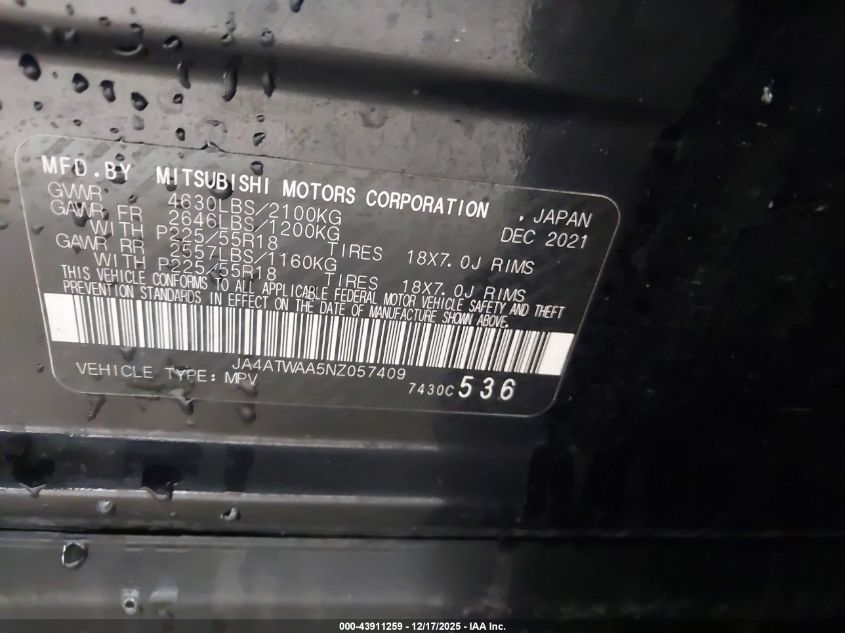 MFD.BY MITSUBISHI MOTORS CORPORATION , JAPAN
GVWR 4630LBS/2100KG DEC 2021
GAWR FR 2646LBS/1200KG
WITH P225/55R18 TIRES 18X7.0J RIMS
GAWR RR 2557LBS/1160KG
WITH P225/55R18 TIRES 18X7.0J RIMS
THIS VEHICLE CONFORMS TO ALL APPLICABLE FEDERAL MOTOR VEHICLE SAFETY AND THEFT
PREVENTION STANDARDS IN EFFECT ON THE DATE OF MANUFACTURE SHOWN ABOVE.
JA4ATWAA5NZ057409
VEHICLE TYPE: MPV 7430C 536
000-43911259 - 12/17/2025 - IAA Inc.